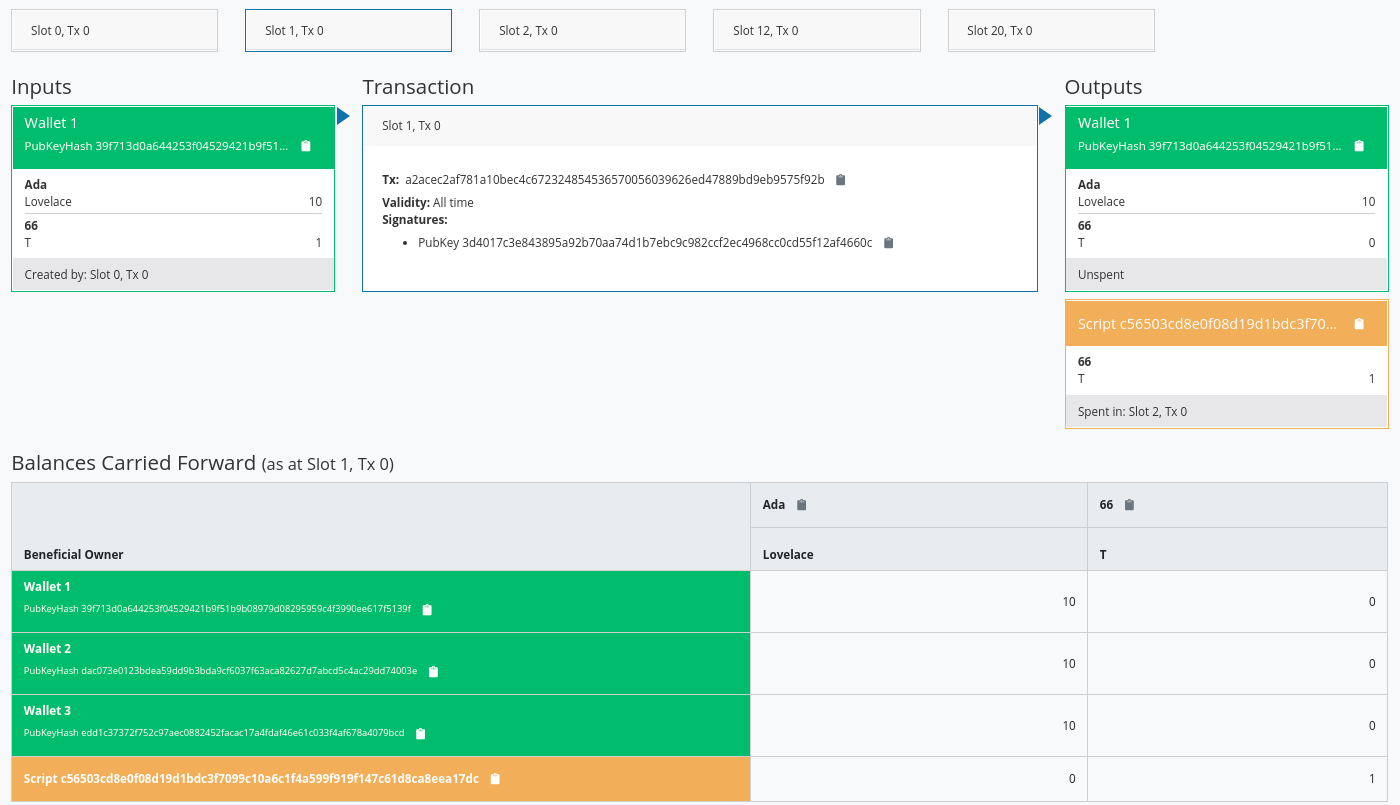 Slot 0, Tx 0
Slot 1, Tx 0
Slot 2, Tx 0
Slot 12, Tx 0
Slot 20, Tx 0
Inputs
Wallet 1
PubKeyHash 39f713d0a644253f04529421b9f51...
Ada
Lovelace 10
66
T 1
Created by: Slot 0, Tx 0
Transaction
Slot 1, Tx 0
Tx: a2acec2af781a10bec4c672324854536570056039626ed47889bd9eb9575f92b
Validity: All time
Signatures:
• PubKey 3d4017c3e843895a92b70aa74d1b7ebc9c982ccf2ec4968cc0cd55f12af4660c
Outputs
Wallet 1
PubKeyHash 39f713d0a644253f04529421b9f51...
Ada
Lovelace 10
66
T 0
Unspent
Script c56503cd8e0f08d19d1bdc3f70...
66
T 1
Spent in: Slot 2, Tx 0
Balances Carried Forward (as at Slot 1, Tx 0)
Beneficial Owner
Ada
66
Lovelace
T
Wallet 1
PubKeyHash 39f713d0a644253f04529421b9f51b9b08979d08295959c4f3990ee617f5139f
10 0
Wallet 2
PubKeyHash dac073e0123bdea59dd9b3bda9cf6037f63aca82627d7abcd5c4ac29dd74003e
10 0
Wallet 3
PubKeyHash edd1c37372f752c97aec0882452facac17a4fdaf46e61c033f4af678a4079bcd
10 0
Script c56503cd8e0f08d19d1bdc3f7099c10a6c1f4a599f919f147c61d8ca8eea17dc
0 1